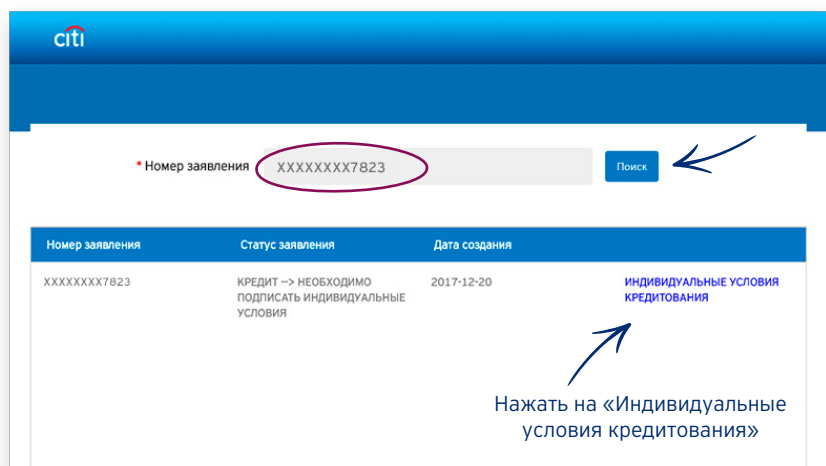 citi
* Номер заявления XXXXXXXX7823 Поиск
Номер заявления Статус заявления Дата создания
XXXXXXXX7823 КРЕДИТ --> НЕОБХОДИМО 2017-12-20 ИНДИВИДУАЛЬНЫЕ УСЛОВИЯ
ПОДПИСАТЬ ИНДИВИДУАЛЬНЫЕ КРЕДИТОВАНИЯ
УСЛОВИЯ
Нажать на «Индивидуальные
условия кредитования»